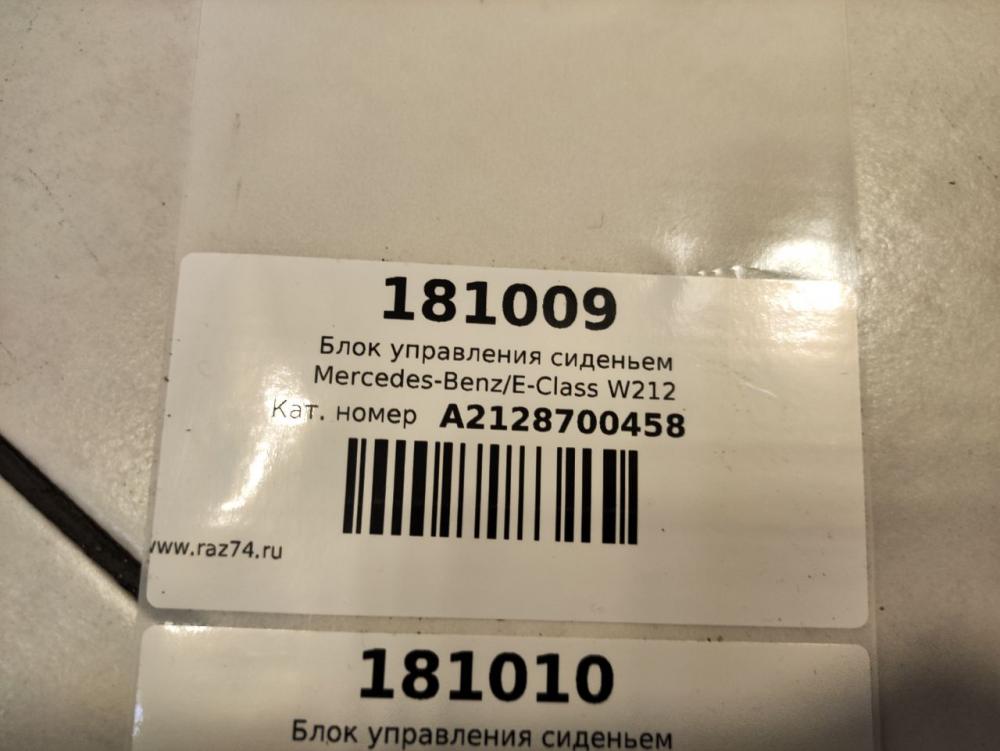 181009
Блок управления сиденьем
Mercedes-Benz/E-Class W212
Кат. номер A2128700458
www.raz74.ru
181010
Блок управления сиденьем